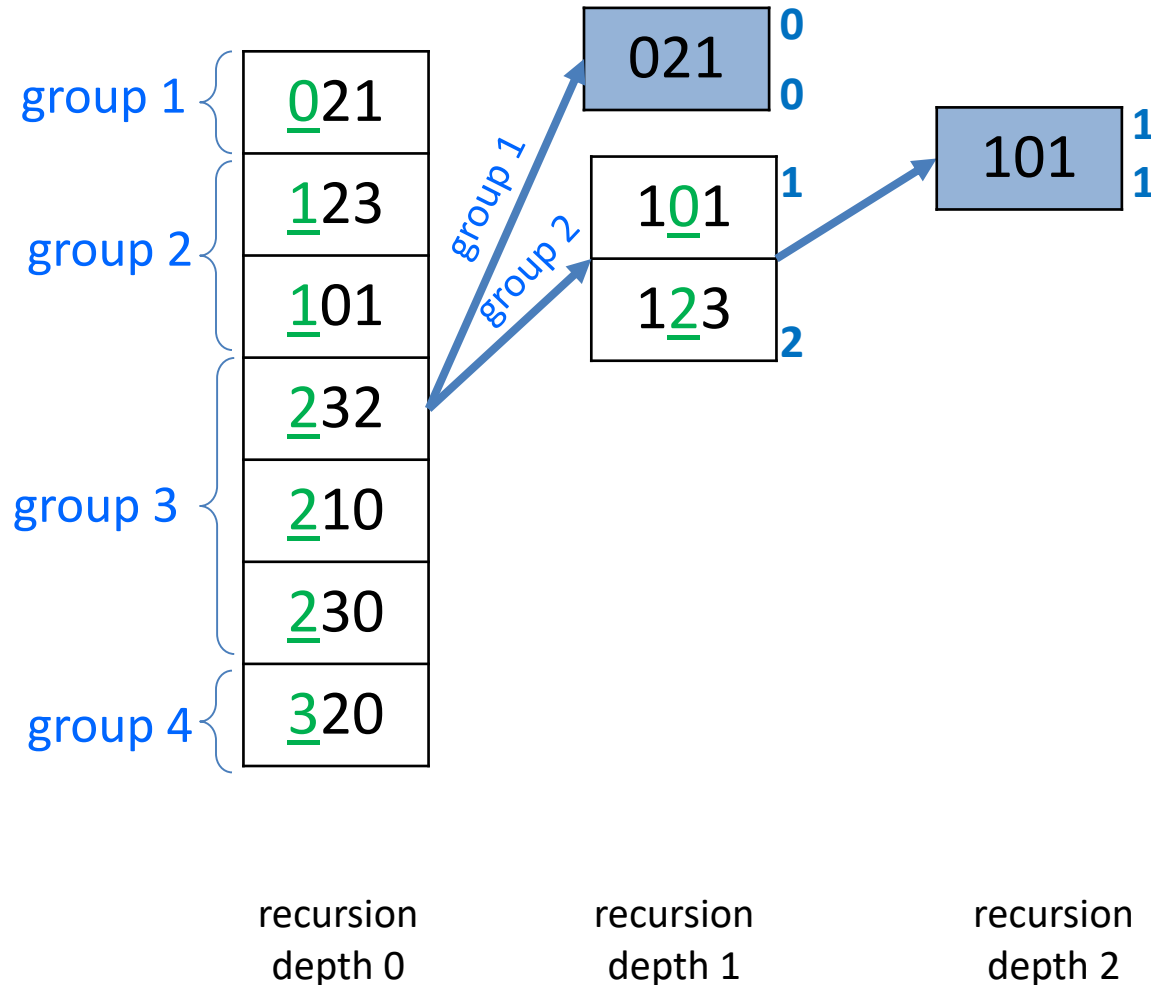 group 1
group 2
group 3
group 4
021
123
101
232
210
230
320
group 1
group 2
021
0
0
101
123
1
2
101
1
1
recursion
depth 0
recursion
depth 1
recursion
depth 2